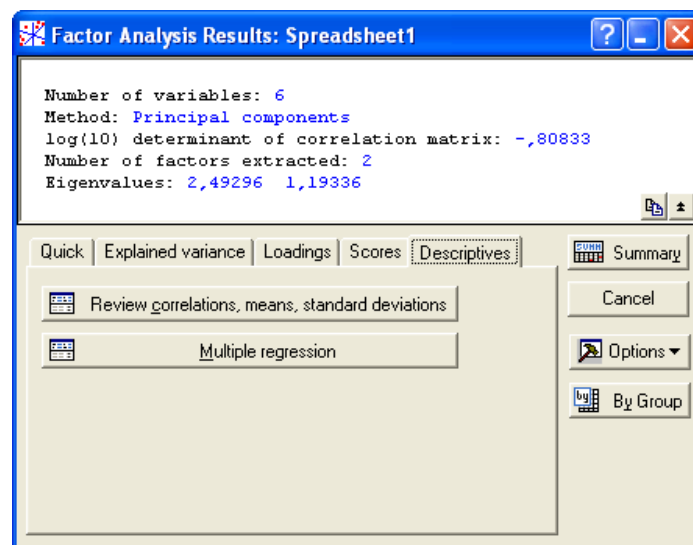 Factor Analysis Results: Spreadsheet1
Number of variables: 6
Method: Principal components
log(10) determinant of correlation matrix: -,80833
Number of factors extracted: 2
Eigenvalues: 2,49296 1,19336
Quick Explained variance Loadings Scores Descriptives
Review correlations, means, standard deviations
Multiple regression
Summary
Cancel
Options
By Group